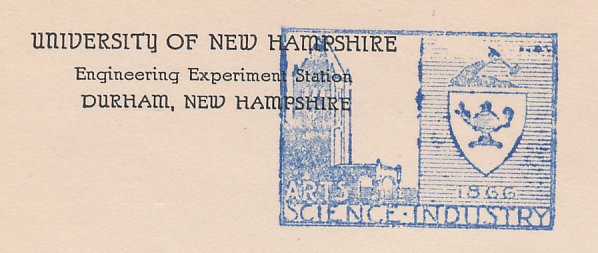 UNIVERSITY OF NEW HAMPSHIRE
Engineering Experiment Station
DURHAM, NEW HAMPSHIRE
ARTS
1866
SCIENCE·INDUSTRY